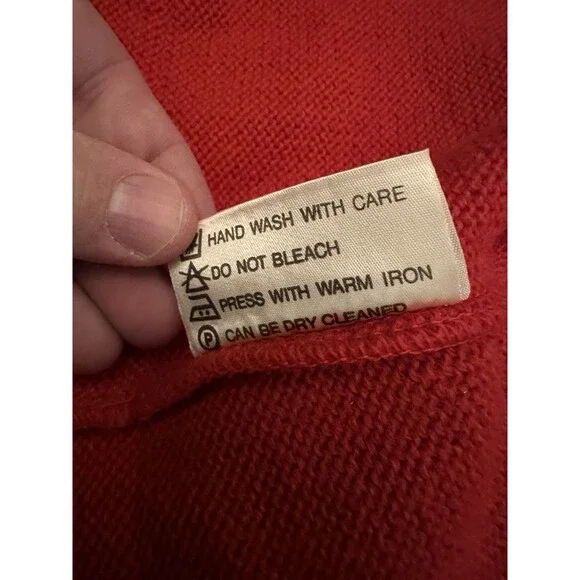 HAND WASH WITH CARE
DO NOT BLEACH
PRESS WITH WARM IRON
P CAN BE DRY CLEANED